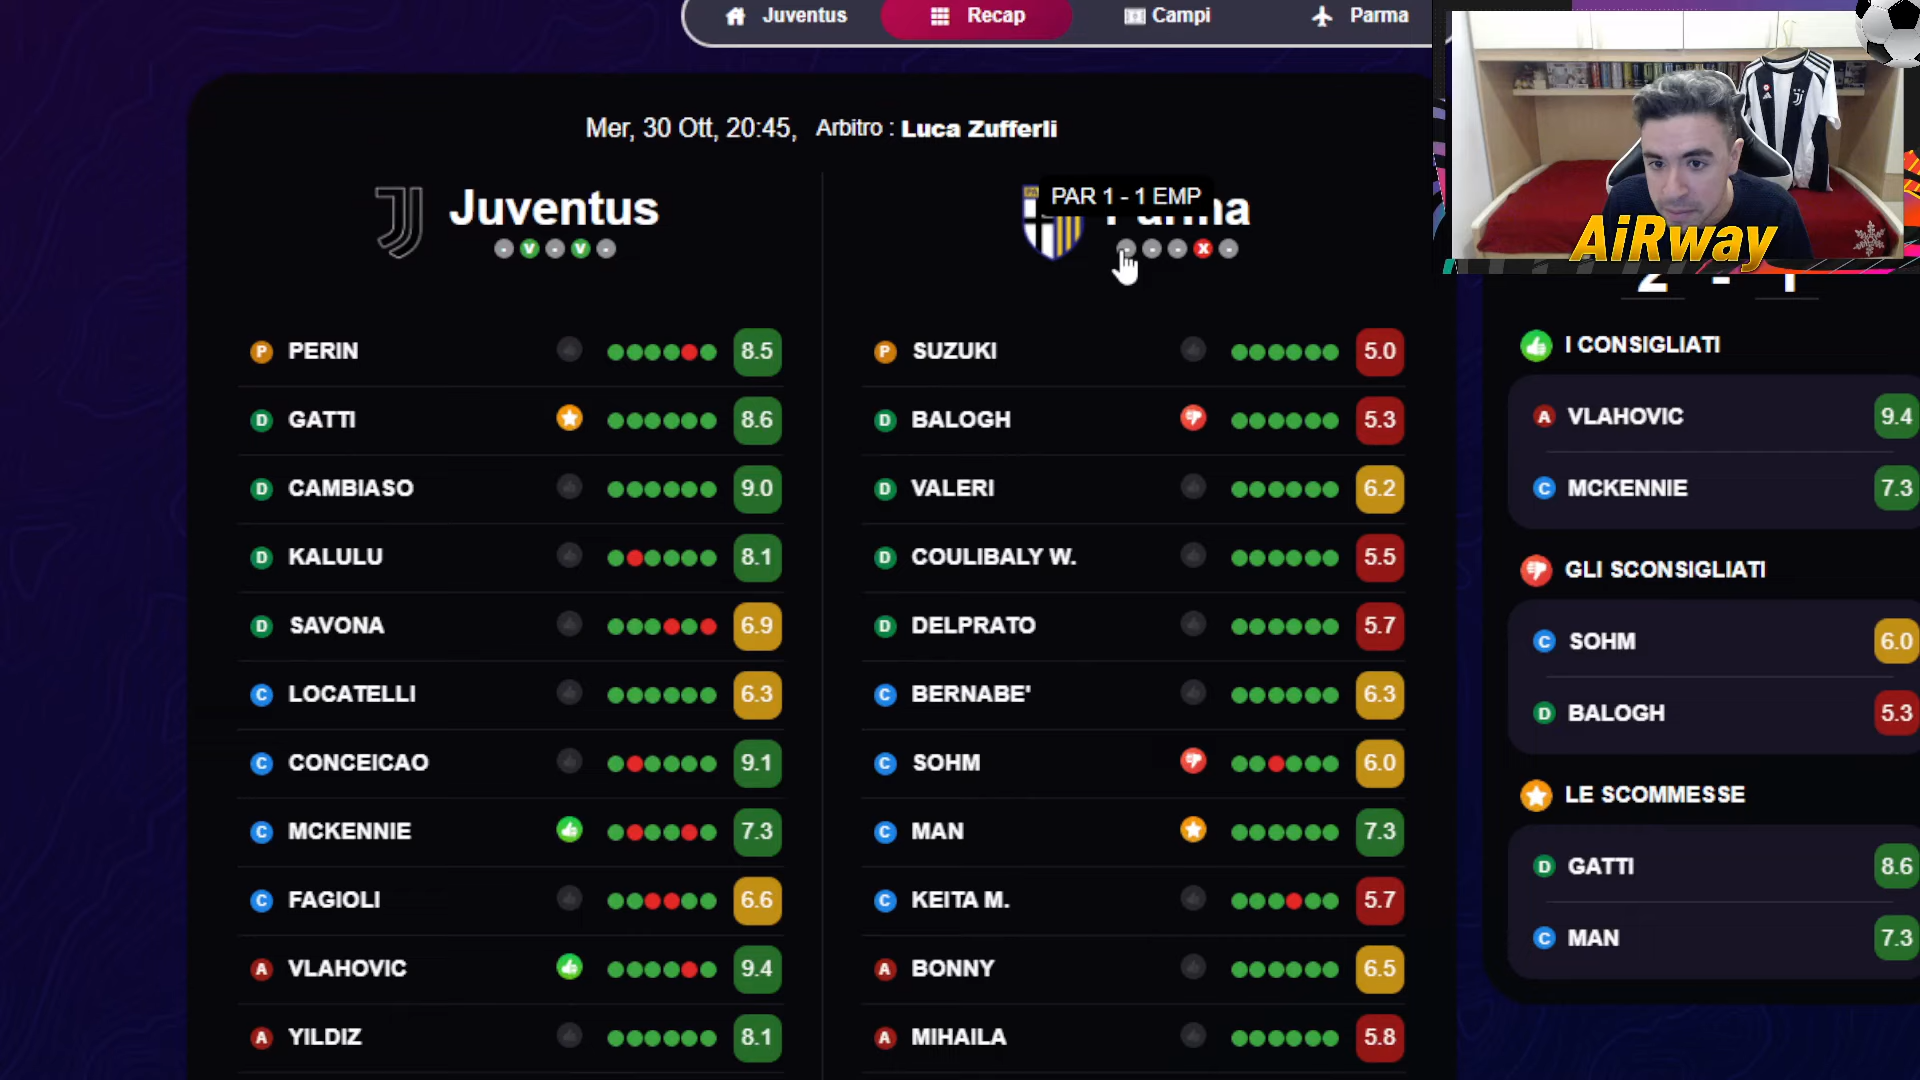 Juventus Recap Campi Parma
Mer, 30 Ott, 20:45, Arbitro : Luca Zufferli
Juventus
PAR 1 - 1 EMP
- V - V -
- - - X -
P PERIN 8.5
D GATTI 8.6
D CAMBIASO 9.0
D KALULU 8.1
D SAVONA 6.9
C LOCATELLI 6.3
C CONCEICAO 9.1
C MCKENNIE 7.3
C FAGIOLI 6.6
A VLAHOVIC 9.4
A YILDIZ 8.1
P SUZUKI 5.0
D BALOGH 5.3
D VALERI 6.2
D COULIBALY W. 5.5
D DELPRATO 5.7
C BERNABE' 6.3
C SOHM 6.0
C MAN 7.3
C KEITA M. 5.7
A BONNY 6.5
A MIHAILA 5.8
AiRway
2 - 1
I CONSIGLIATI
A VLAHOVIC 9.4
C MCKENNIE 7.3
GLI SCONSIGLIATI
C SOHM 6.0
D BALOGH 5.3
LE SCOMMESSE
D GATTI 8.6
C MAN 7.3